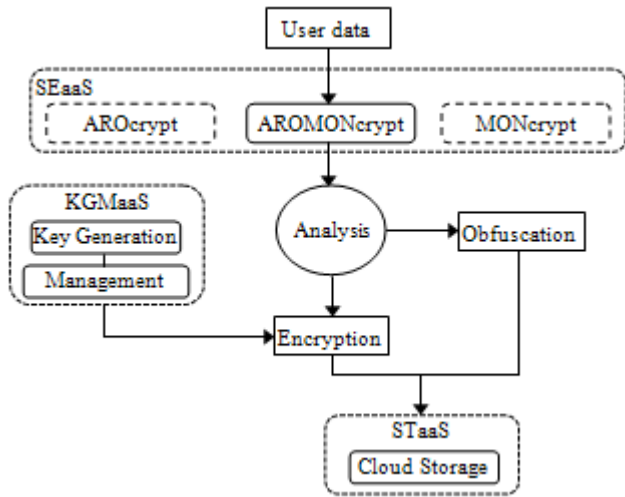 User data
SEaaS
AROcrypt
AROMONcrypt
MONcrypt
KGMaaS
Key Generation
Management
Analysis
Obfuscation
Encryption
STaaS
Cloud Storage